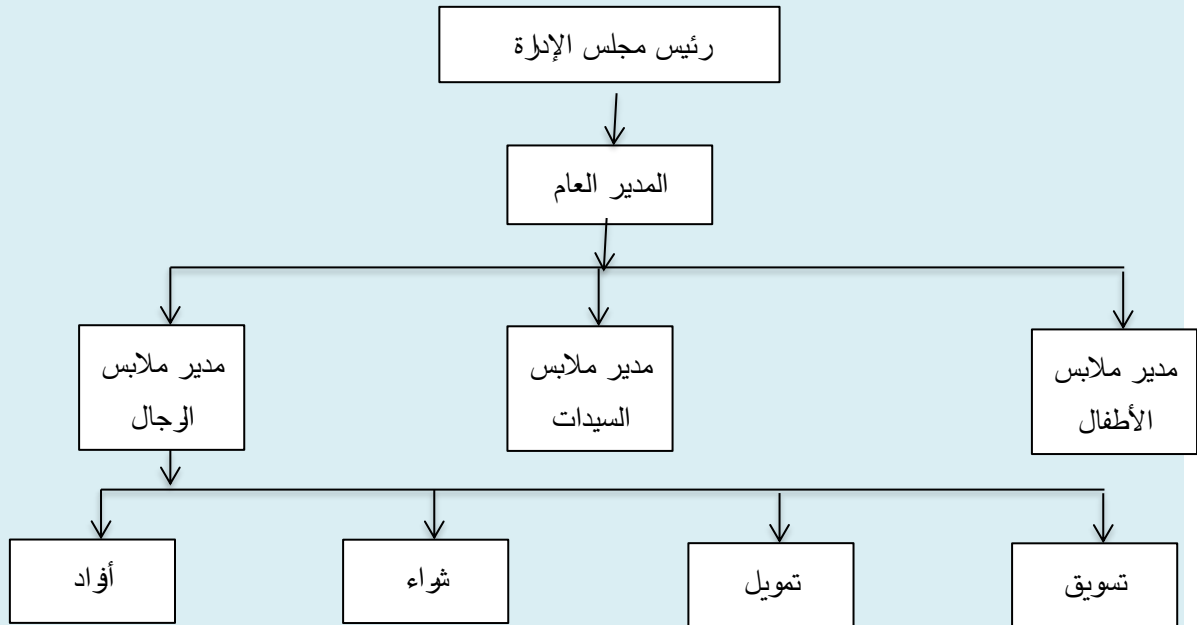 رئيس مجلس الإدارة
المدير العام
مدير ملابس
الأطفال
مدير ملابس
السيدات
مدير ملابس
الرجال
تسويق
تمويل
شراء
أفراد